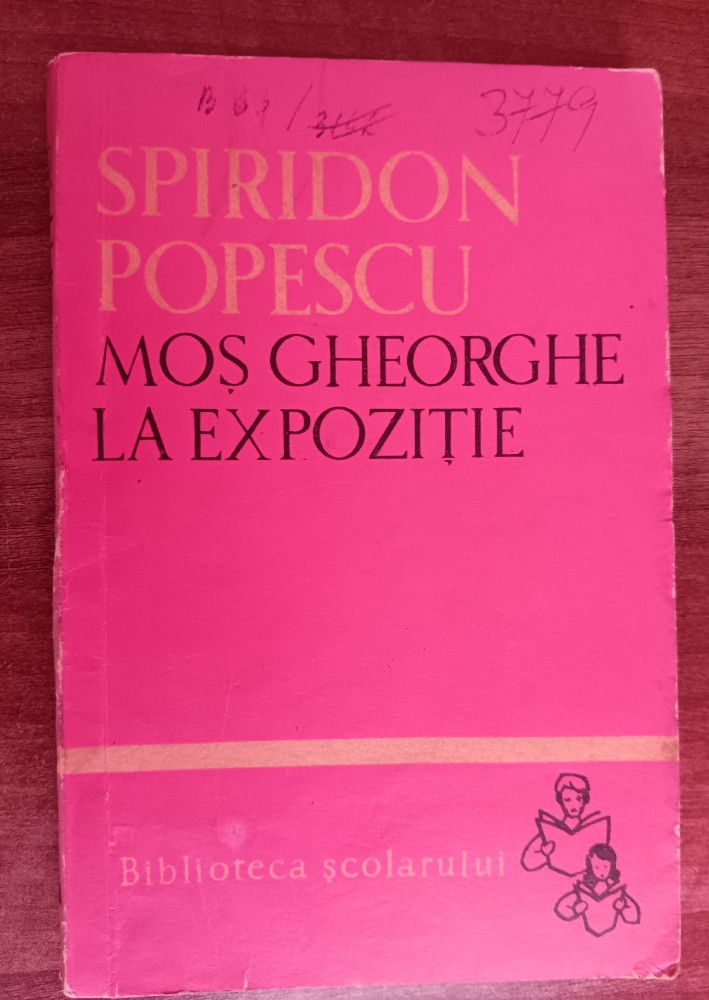 3779
SPIRIDON
POPESCU
MOȘ GHEORGHE
LA EXPOZIȚIE
Biblioteca școlarului